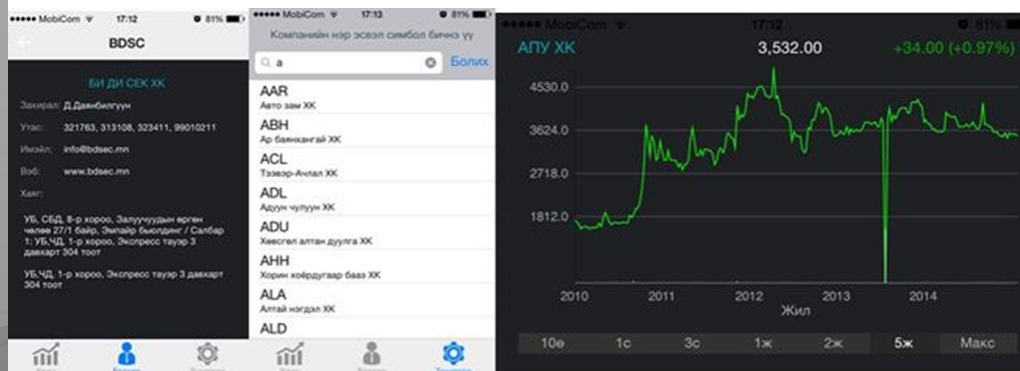 MobiCom 17:12 81%
BDSC
БИ ДИ СЕК ХК
Захирал: Д.Даянбилгүүн
Утас: 321763, 313108, 323411, 99010211
Имэйл: info@bdsec.mn
Вэб: www.bdsec.mn
Хаяг:
УБ, СБД, 8-р хороо, Залуучуудын өргөн
чөлөө 27/1 байр, Эмпайр бьюлдинг / Салбар
1: УБ,ЧД, 1-р хороо, Экспресс тауэр 3
давхарт 304 тоот
УБ,ЧД, 1-р хороо, Экспресс тауэр 3 давхарт
304 тоот
MobiCom 17:13 81%
Компанийн нэр эсвэл симбол бичнэ үү
а Болих
AAR
Авто зам ХК
ABH
Ар баянхангай ХК
ACL
Тээвэр-Ачлал ХК
ADL
Адуун чулуун ХК
ADU
Хөвсгөл алтан дуулга ХК
AHH
Хорин хоёрдугаар бааз ХК
ALA
Алтай нэгдэл ХК
ALD
MobiCom 17:12 81%
АПУ ХК 3,532.00 +34.00 (+0.97%)
4530.0
3624.0
2718.0
1812.0
2010 2011 2012 2013 2014
Жил
10ө 1с 3с 1ж 2ж 5ж Макс